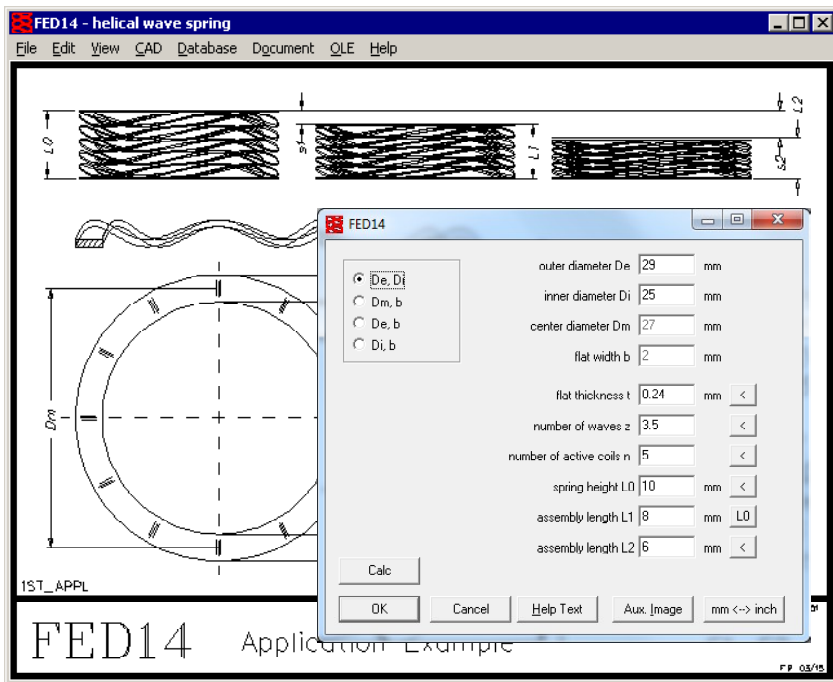 FED14 - helical wave spring
File Edit View CAD Database Document OLE Help
L0
s1
L1
L2
s2
Dm
1ST_APPL
FED14
De, Di
Dm, b
De, b
Di, b
outer diameter De 29 mm
inner diameter Di 25 mm
center diameter Dm 27 mm
flat width b 2 mm
flat thickness t 0.24 mm <
number of waves z 3.5 <
number of active coils n 5 <
spring height L0 10 mm <
assembly length L1 8 mm L0
assembly length L2 6 mm <
Calc
OK Cancel Help Text Aux. Image mm <--> inch
FED14 Application Example
F.R 03/15